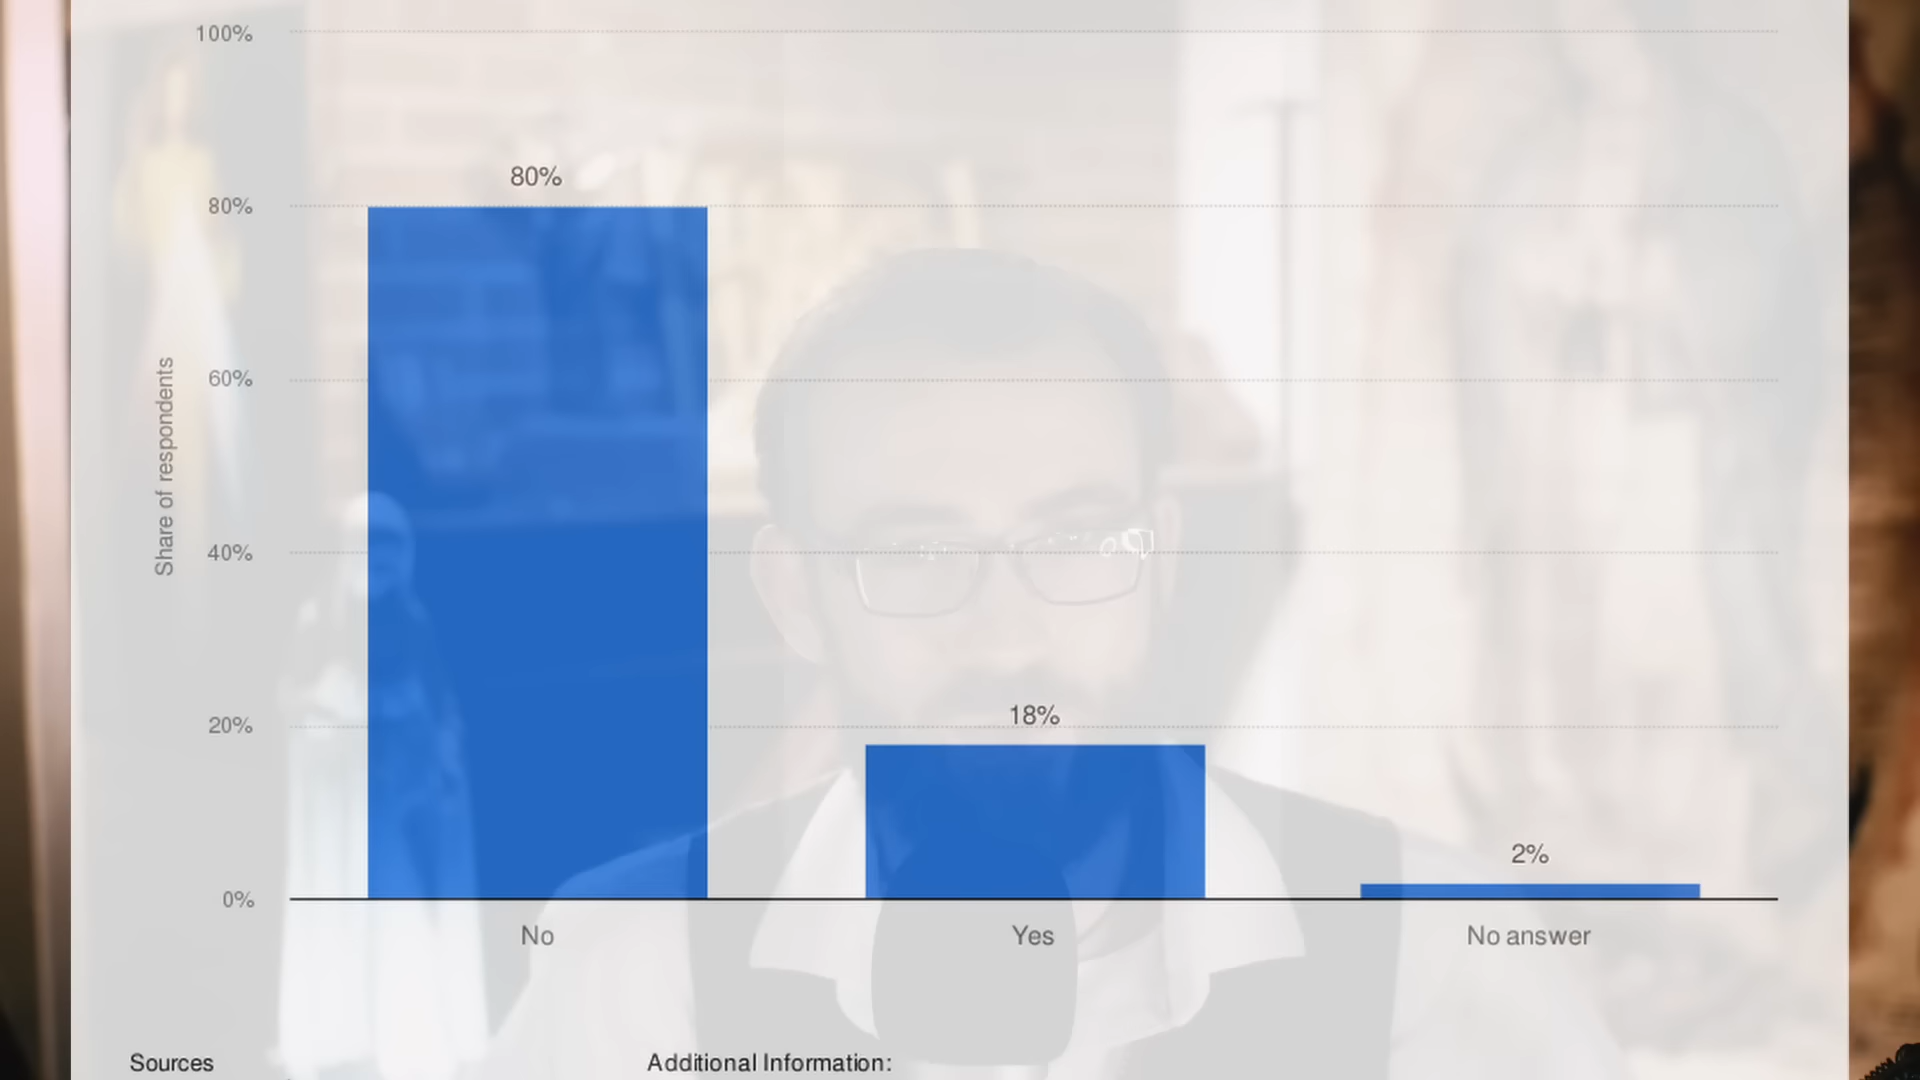 100%
80%
80%
60%
Share of respondents
40%
20%
18%
2%
0%
No
Yes
No answer
Sources
Additional Information: